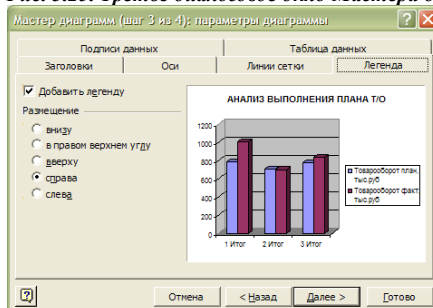 Мастер диаграмм (шаг 3 из 4): параметры диаграммы
Подписи данных
Таблица данных
Заголовки
Оси
Линии сетки
Легенда
Добавить легенду
Размещение
внизу
в правом верхнем углу
вверху
справа
слева
АНАЛИЗ ВЫПОЛНЕНИЯ ПЛАНА Т/О
1200
1000
800
600
400
200
0
1 Итог
2 Итог
3 Итог
Товарооборот план,
тыс.руб
Товарооборот факт
тыс.руб
Отмена
< Назад
Далее >
Готово